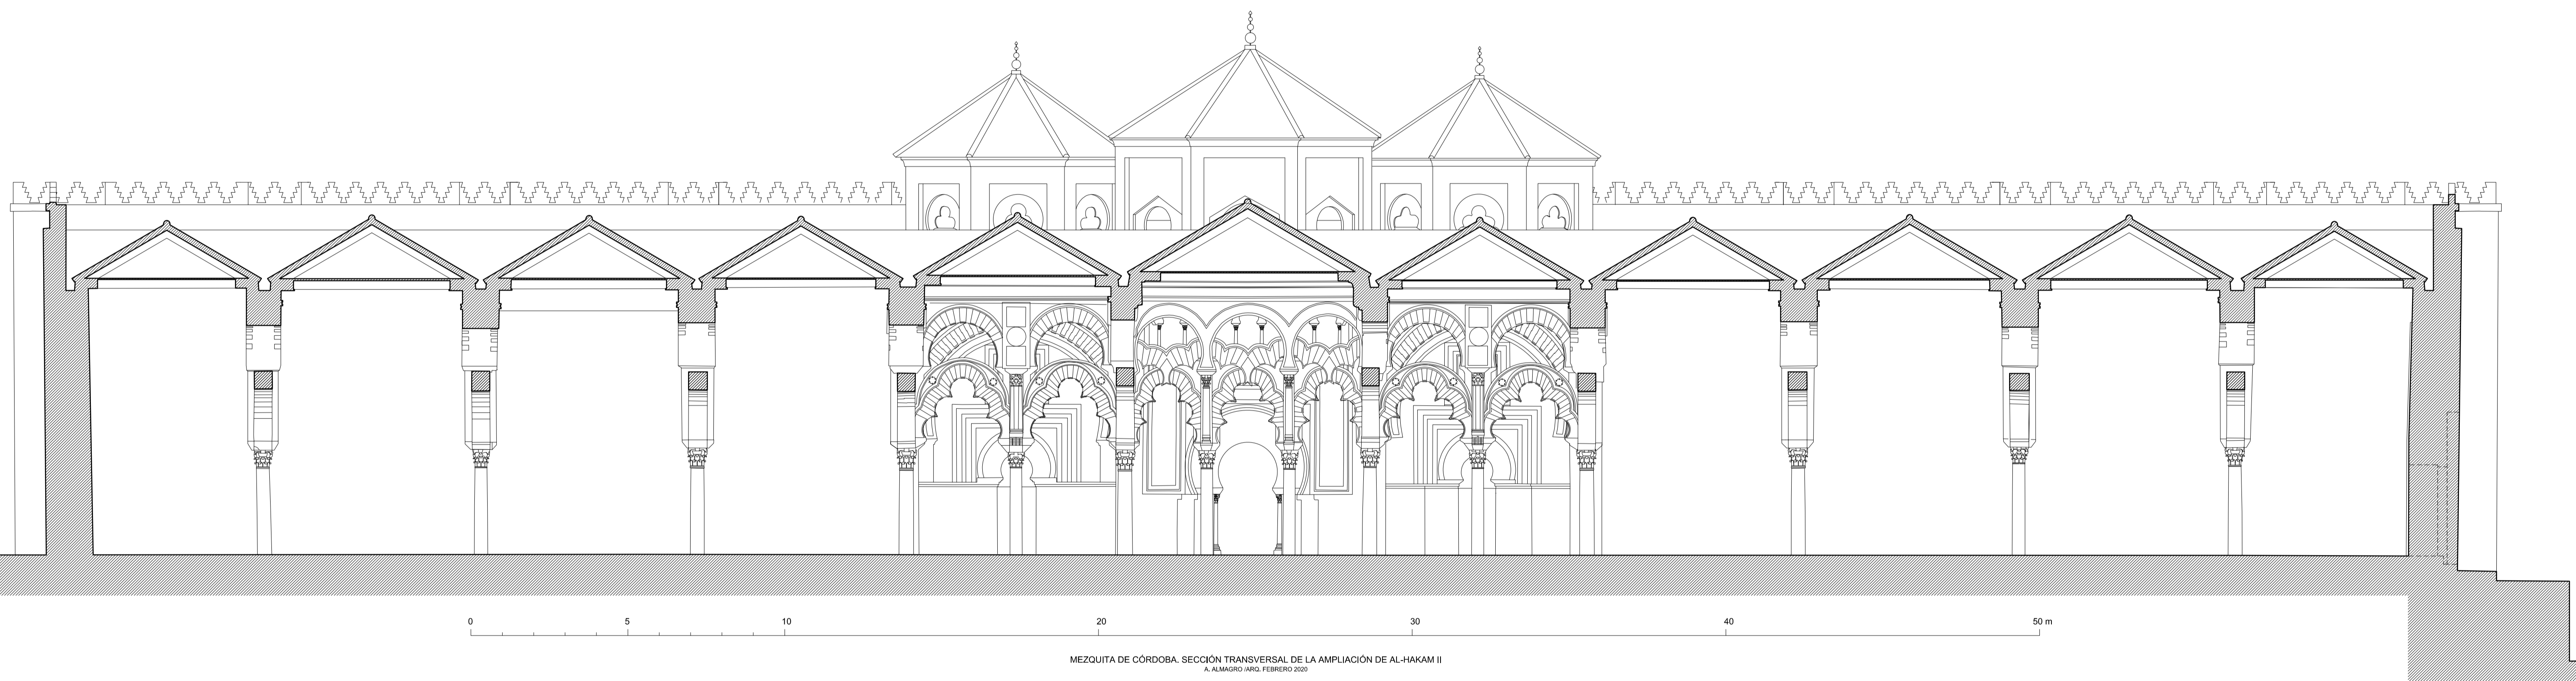 0 5 10 20 30 40 50 m
MEZQUITA DE CÓRDOBA. SECCIÓN TRANSVERSAL DE LA AMPLIACIÓN DE AL-HAKAM II
A. ALMAGRO /ARQ. FEBRERO 2020